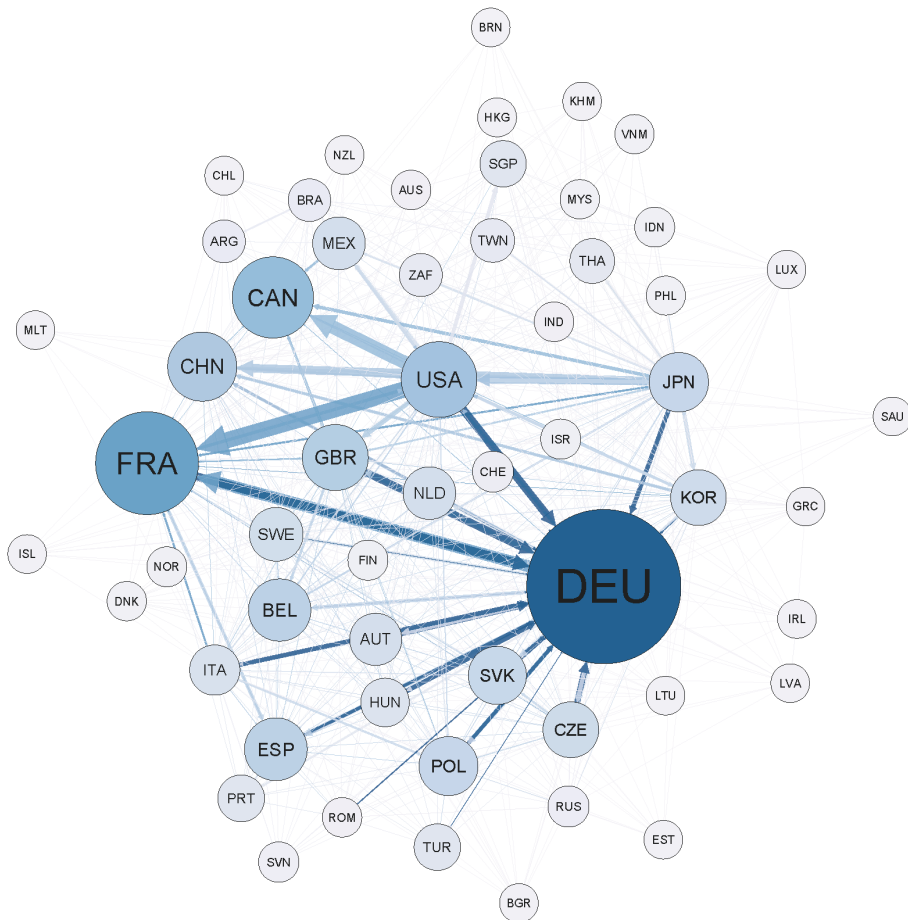 BRN
KHM
HKG
VNM
NZL
SGP
CHL
AUS
BRA
MYS
IDN
ARG
MEX
TWN
THA
LUX
ZAF
PHL
CAN
IND
MLT
CHN
USA
JPN
SAU
ISR
FRA
GBR
CHE
NLD
KOR
GRC
SWE
ISL
NOR
FIN
DEU
DNK
BEL
IRL
AUT
ITA
SVK
LVA
LTU
HUN
CZE
ESP
POL
PRT
RUS
ROM
EST
TUR
SVN
BGR